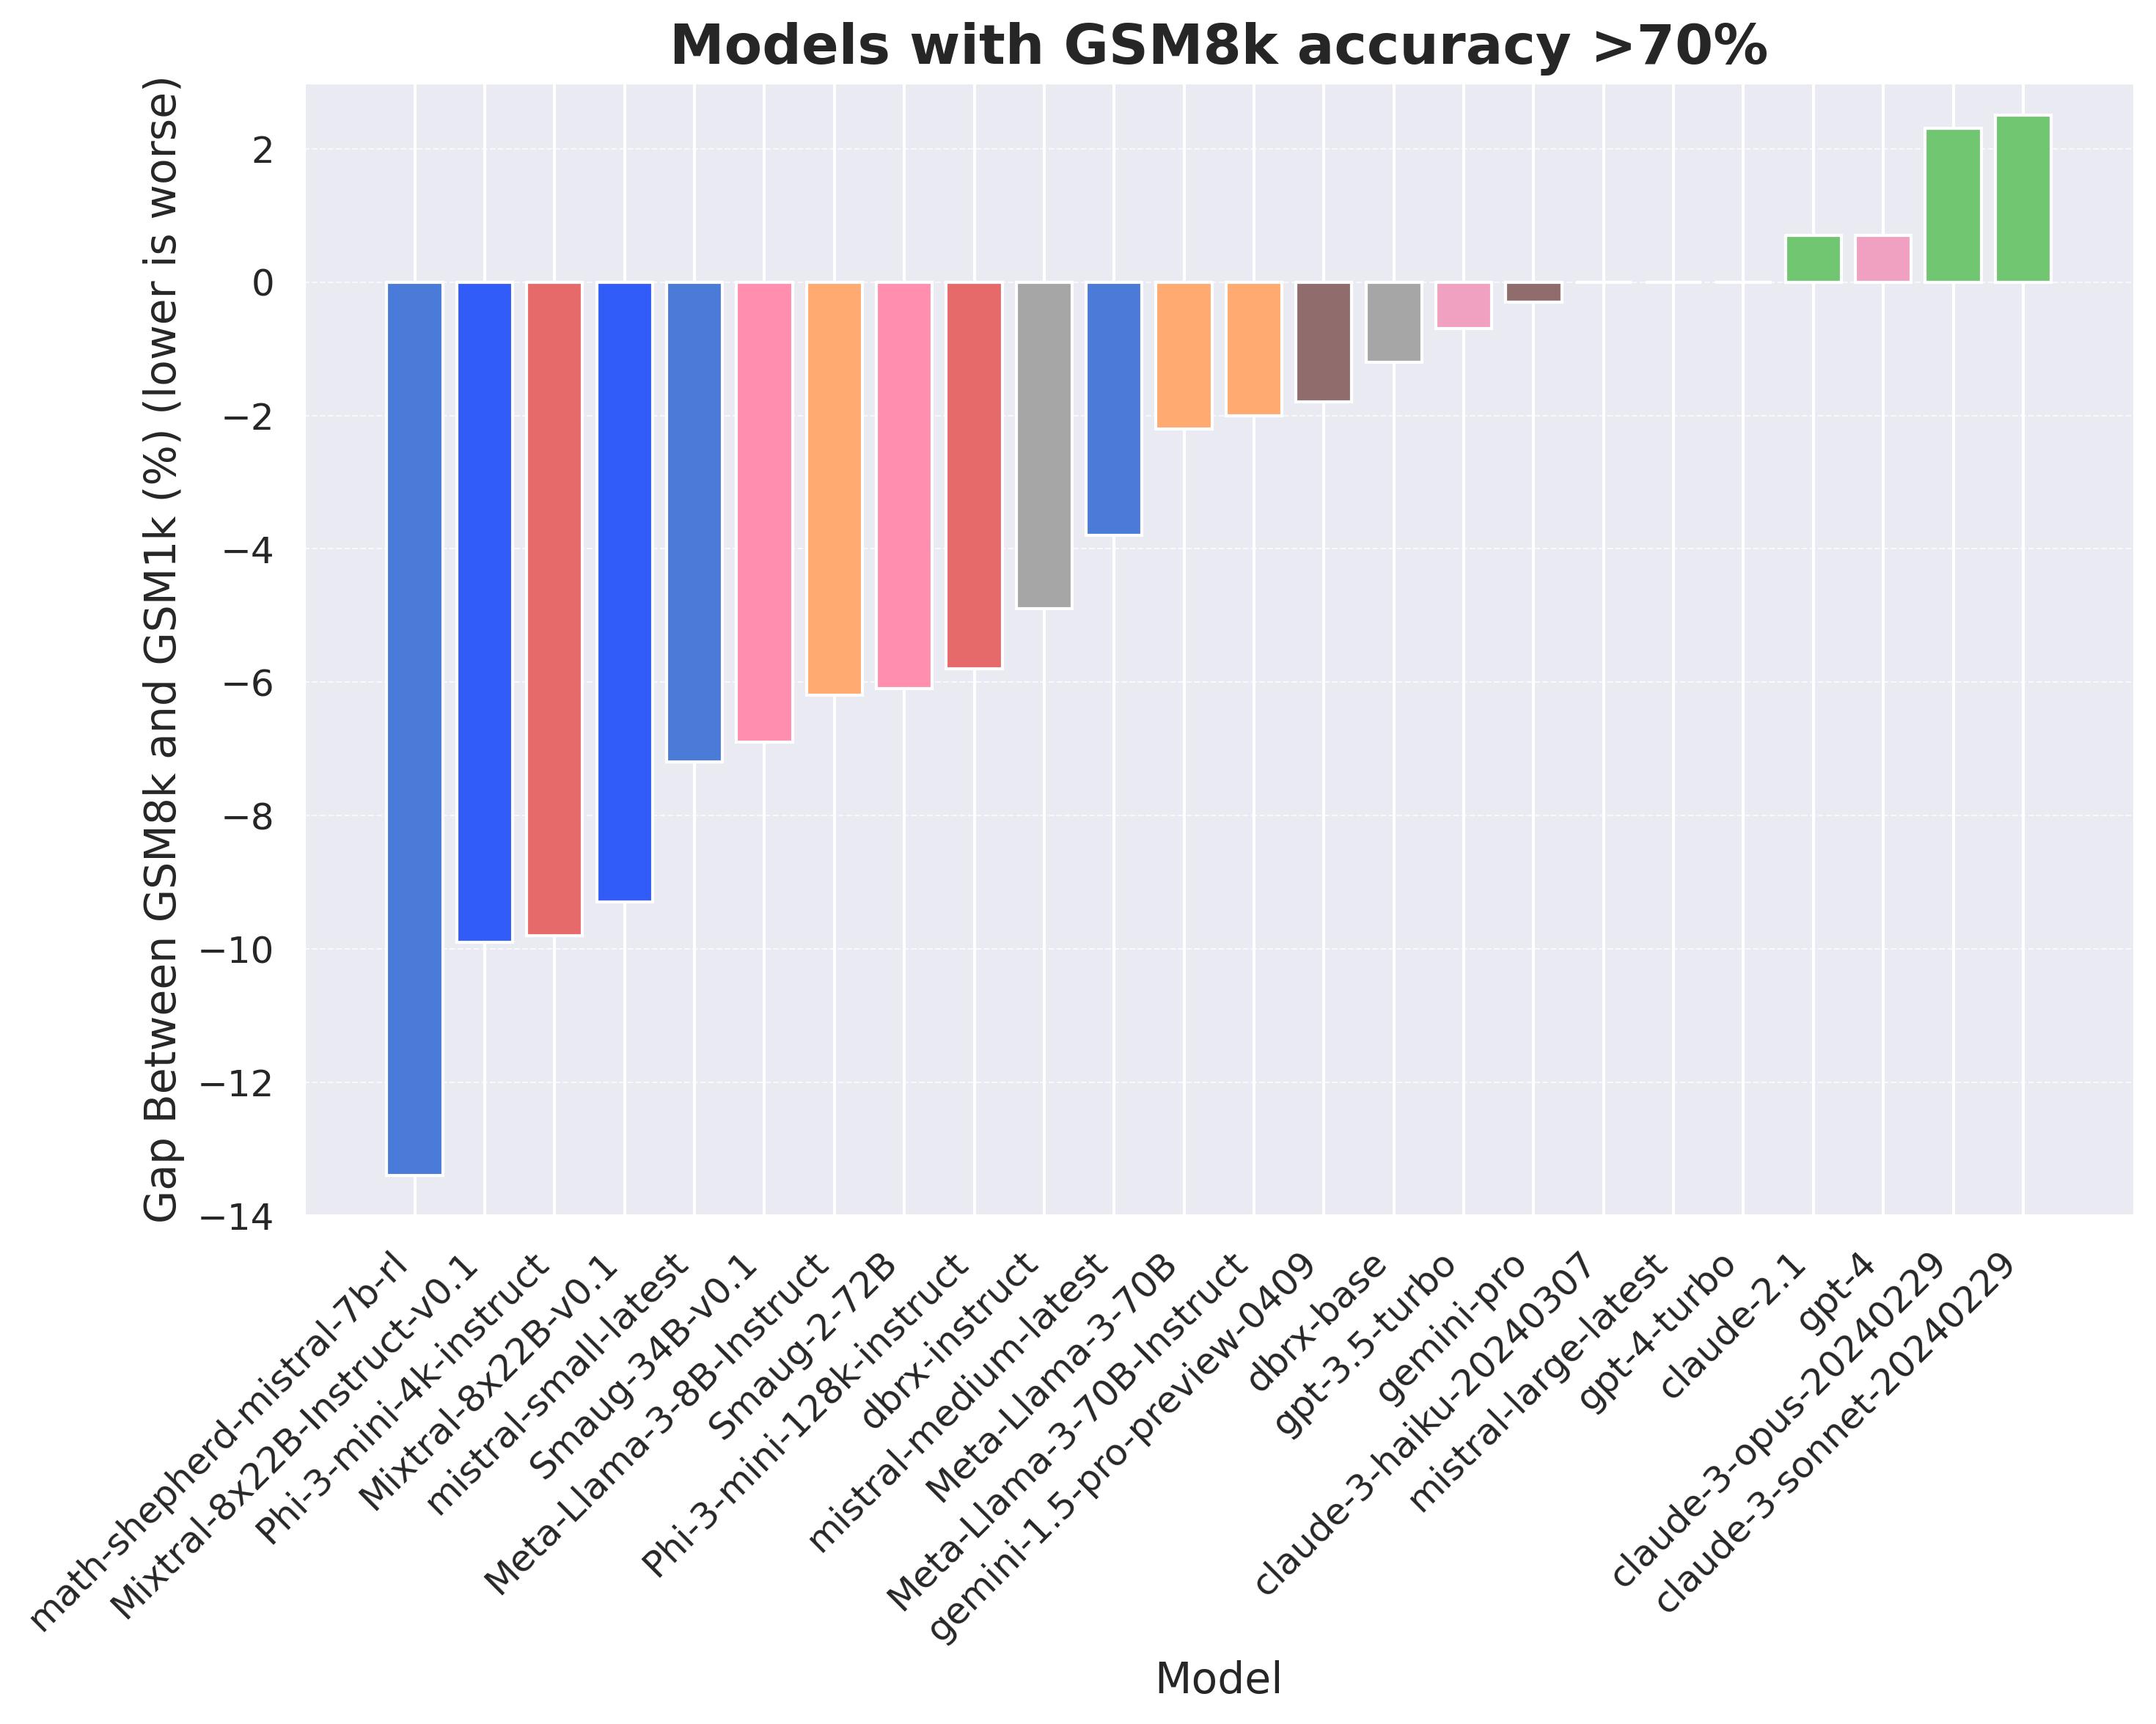 Models with GSM8k accuracy >70%
Gap Between GSM8k and GSM1k (%) (lower is worse)
2
0
−2
−4
−6
−8
−10
−12
−14
math-shepherd-mistral-7b-rl
Mixtral-8x22B-Instruct-v0.1
Phi-3-mini-4k-instruct
Mixtral-8x22B-v0.1
mistral-small-latest
Smaug-34B-v0.1
Meta-Llama-3-8B-Instruct
Smaug-2-72B
Phi-3-mini-128k-instruct
dbrx-instruct
mistral-medium-latest
Meta-Llama-3-70B
Meta-Llama-3-70B-Instruct
gemini-1.5-pro-preview-0409
dbrx-base
gpt-3.5-turbo
gemini-pro
claude-3-haiku-20240307
mistral-large-latest
gpt-4-turbo
claude-2.1
gpt-4
claude-3-opus-20240229
claude-3-sonnet-20240229
Model